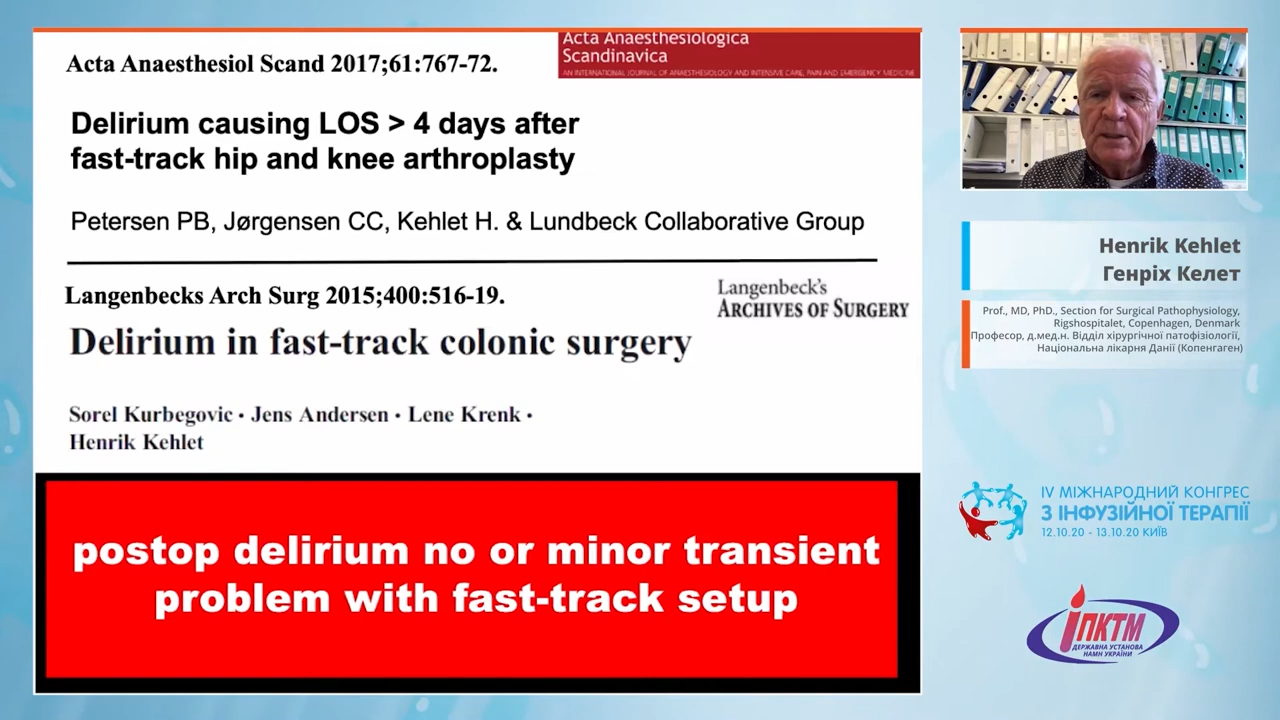 Acta Anaesthesiol Scand 2017;61:767-72.
Acta Anaesthesiologica
Scandinavica
AN INTERNATIONAL JOURNAL OF ANAESTHESIOLOGY AND INTENSIVE CARE, PAIN AND EMERGENCY MEDICINE
Delirium causing LOS > 4 days after
fast-track hip and knee arthroplasty
Petersen PB, Jørgensen CC, Kehlet H. & Lundbeck Collaborative Group
Langenbecks Arch Surg 2015;400:516-19.
Langenbeck's
ARCHIVES OF SURGERY
Delirium in fast-track colonic surgery
Sorel Kurbegovic · Jens Andersen · Lene Krenk ·
Henrik Kehlet
postop delirium no or minor transient
problem with fast-track setup
Henrik Kehlet
Генріх Келет
Prof., MD, PhD., Section for Surgical Pathophysiology,
Rigshospitalet, Copenhagen, Denmark
Професор, д.мед.н. Відділ хірургічної патофізіології,
Національна лікарня Данії (Копенгаген)
IV МІЖНАРОДНИЙ КОНГРЕС
З ІНФУЗІЙНОЇ ТЕРАПІЇ
12.10.20 - 13.10.20 КИЇВ
ІПКТМ
ДЕРЖАВНА УСТАНОВА
НАМН УКРАЇНИ